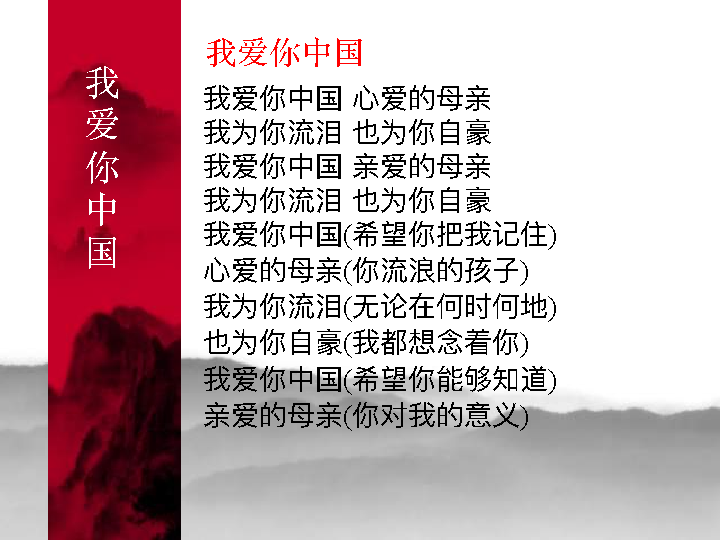 我爱你中国
我爱你中国
我爱你中国 心爱的母亲
我为你流泪 也为你自豪
我爱你中国 亲爱的母亲
我为你流泪 也为你自豪
我爱你中国(希望你把我记住)
心爱的母亲(你流浪的孩子)
我为你流泪(无论在何时何地)
也为你自豪(我都想念着你)
我爱你中国(希望你能够知道)
亲爱的母亲(你对我的意义)